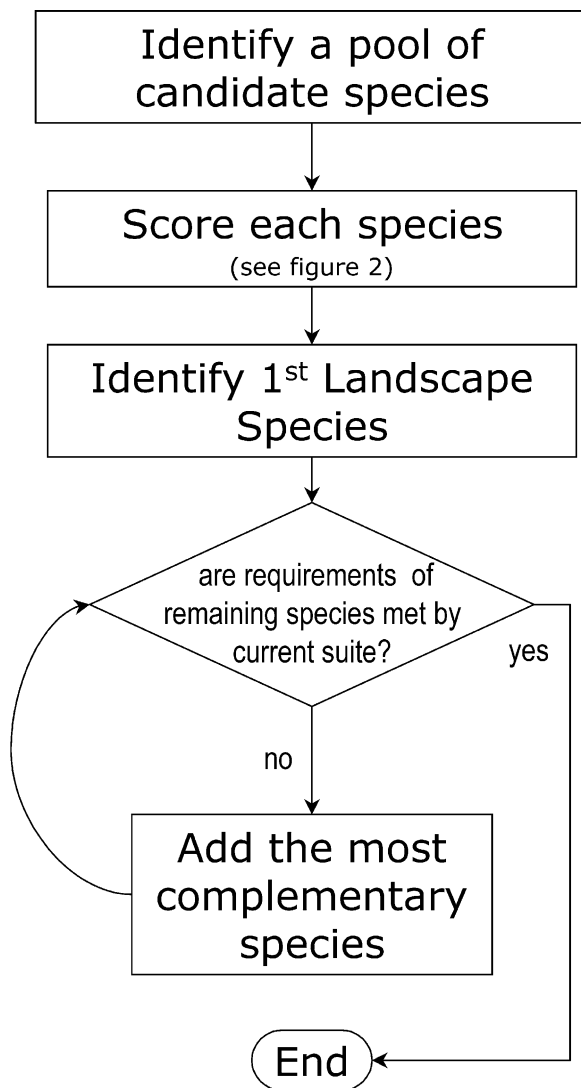 Identify a pool of
candidate species
Score each species
(see figure 2)
Identify 1st Landscape
Species
are requirements of
remaining species met by
current suite?
yes
no
Add the most
complementary
species
End